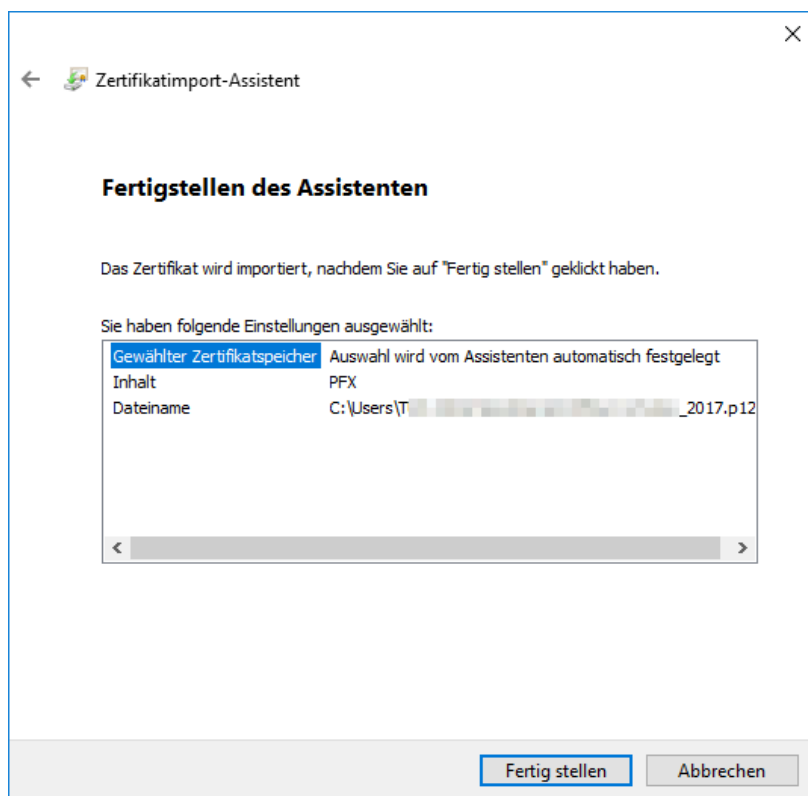 Zertifikatimport-Assistent
Fertigstellen des Assistenten
Das Zertifikat wird importiert, nachdem Sie auf "Fertig stellen" geklickt haben.
Sie haben folgende Einstellungen ausgewählt:
Gewählter Zertifikatspeicher Auswahl wird vom Assistenten automatisch festgelegt
Inhalt PFX
Dateiname C:\Users\T _2017.p12
Fertig stellen Abbrechen